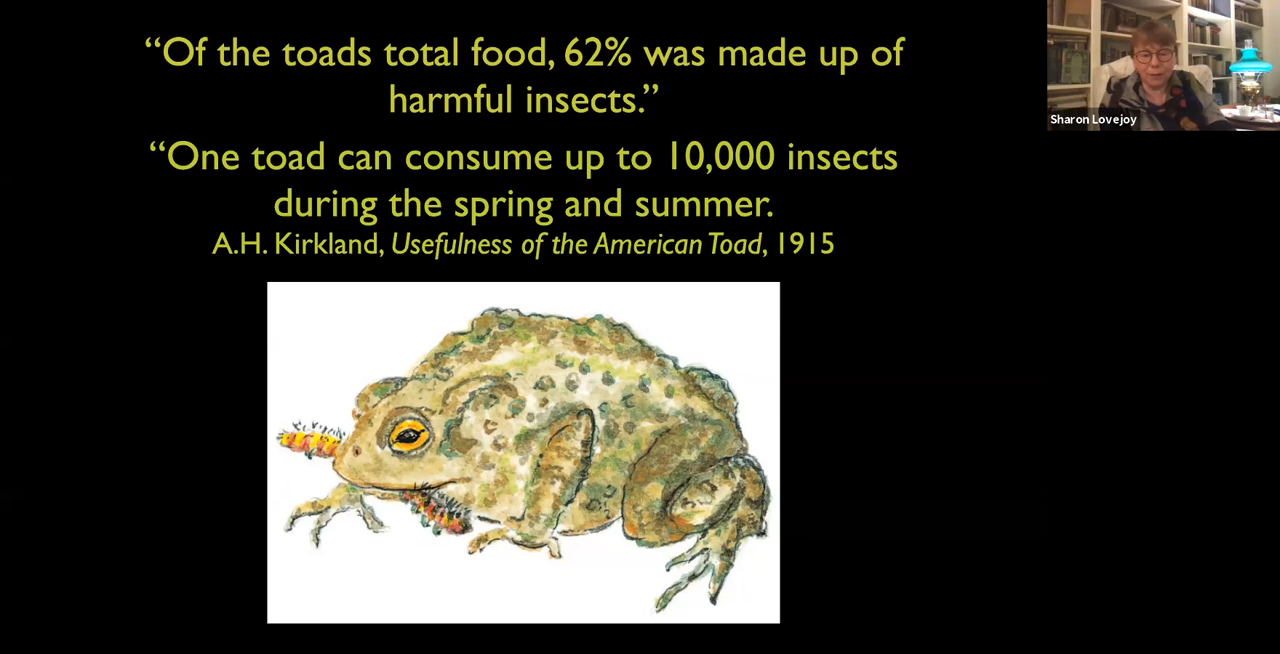 “Of the toads total food, 62% was made up of
harmful insects.”
“One toad can consume up to 10,000 insects
during the spring and summer.
A.H. Kirkland, Usefulness of the American Toad, 1915
Sharon Lovejoy